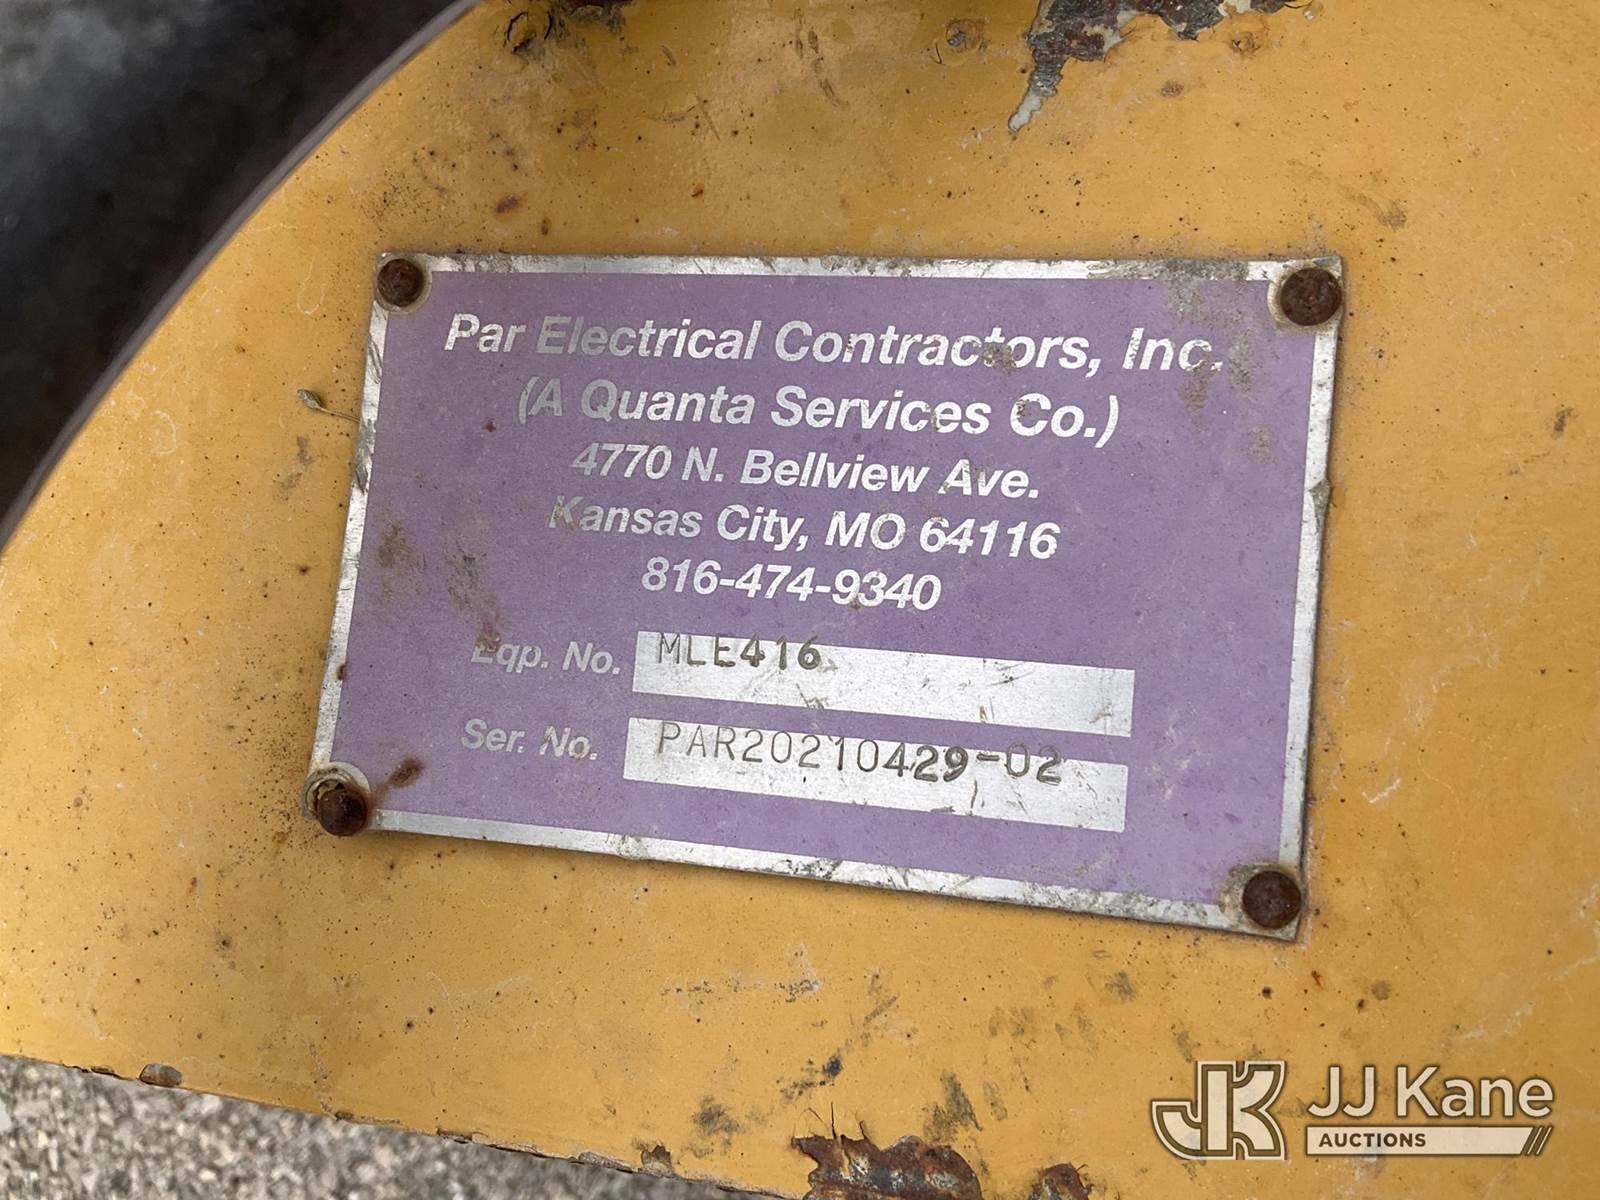 Par Electrical Contractors, Inc.
(A Quanta Services Co.)
4770 N. Bellview Ave.
Kansas City, MO 64116
816-474-9340
Eqp. No. MLE416
Ser. No. PAR20210429-02
JK JJ Kane
AUCTIONS